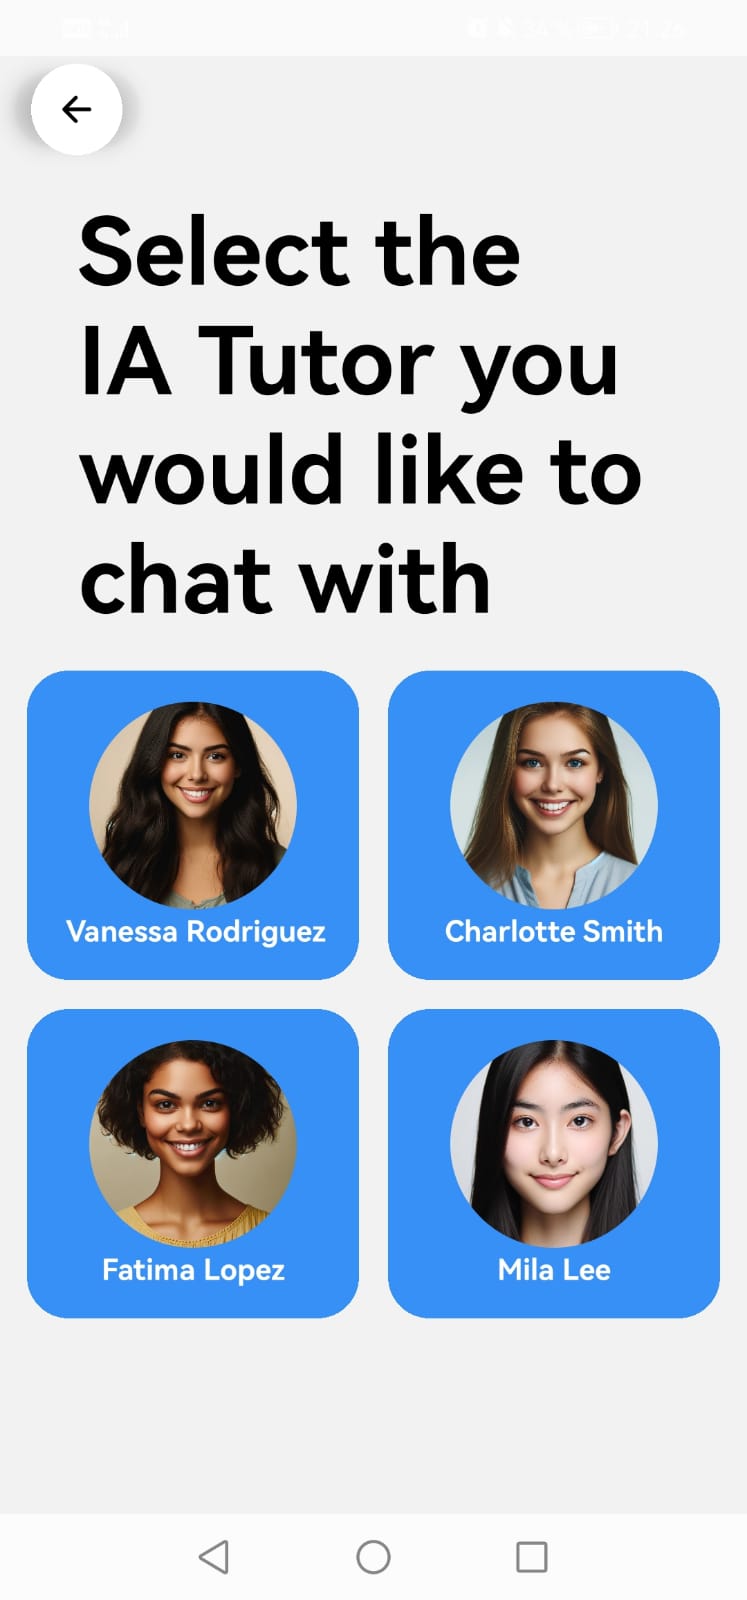 Select the
IA Tutor you
would like to
chat with
Vanessa Rodriguez
Charlotte Smith
Fatima Lopez
Mila Lee